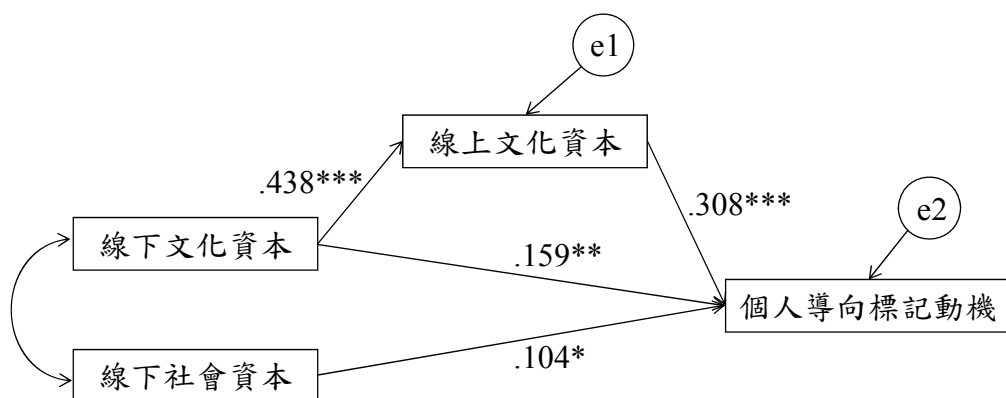 e1
線上文化資本
.438***
.308***
e2
線下文化資本
.159**
個人導向標記動機
.104*
線下社會資本